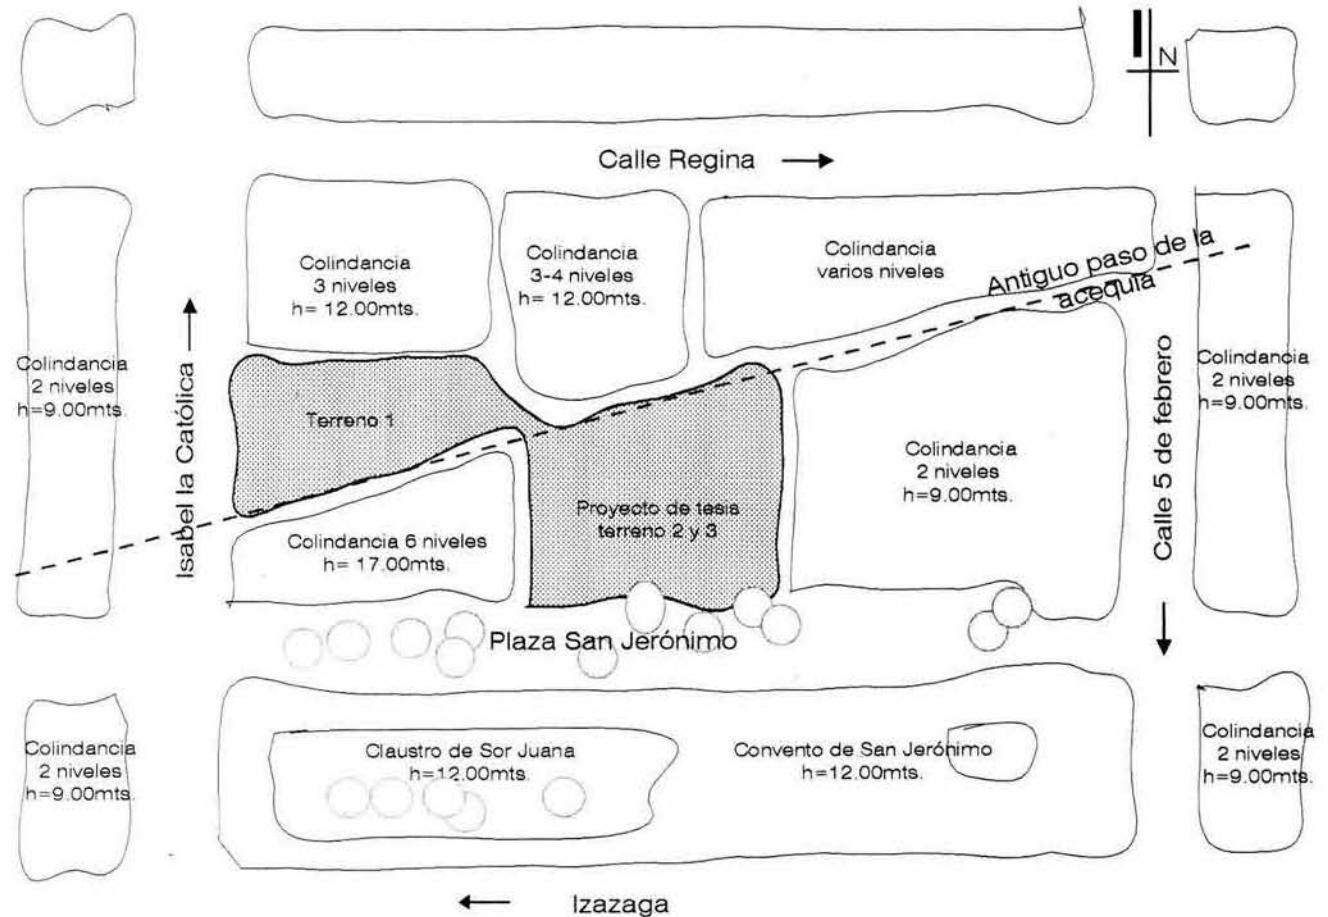 N
Calle Regina
Colindancia
3 niveles
h= 12.00mts.
Colindancia
3-4 niveles
h= 12.00mts.
Colindancia
varios niveles
Antiguo paso de la
acequia
Isabel la Católica
Colindancia
2 niveles
h=9.00mts.
Terreno 1
Colindancia
2 niveles
h=9.00mts.
Calle 5 de febrero
Colindancia
2 niveles
h=9.00mts.
Proyecto de tesis
terreno 2 y 3
Colindancia 6 niveles
h= 17.00mts.
Plaza San Jerónimo
Colindancia
2 niveles
h=9.00mts.
Claustro de Sor Juana
h=12.00mts.
Convento de San Jerónimo
h=12.00mts.
Colindancia
2 niveles
h=9.00mts.
Izazaga